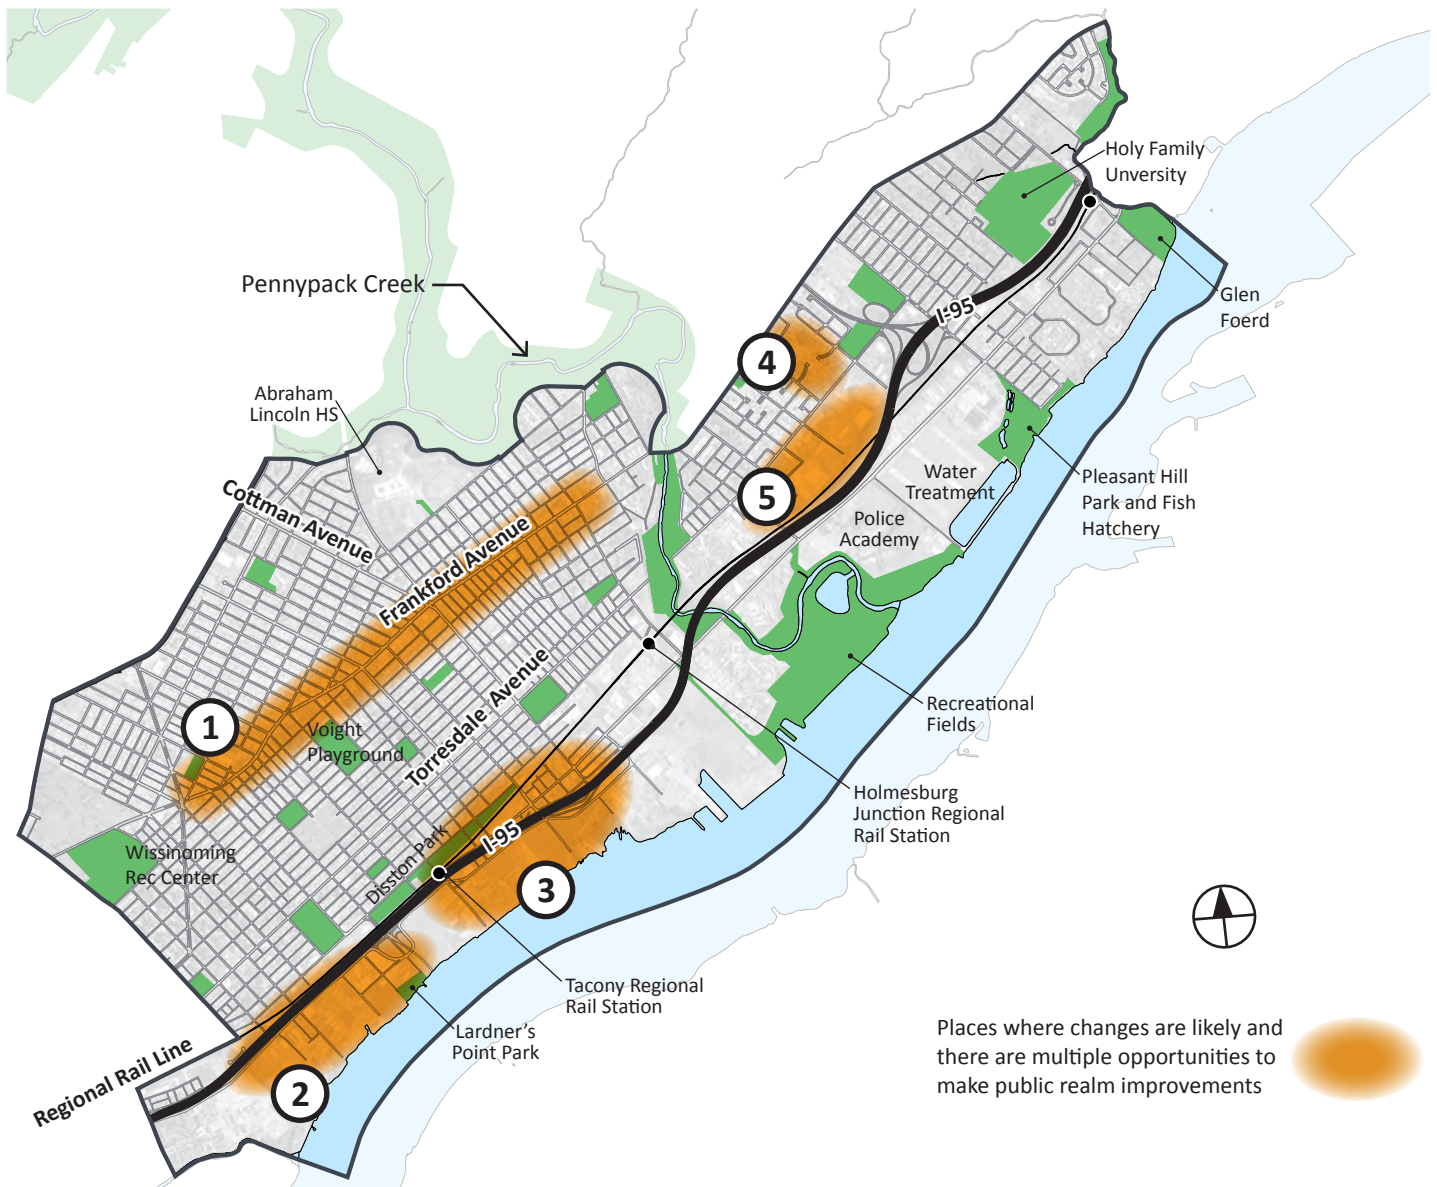 Holy Family
Unversity
Pennypack Creek
Glen
Foerd
I-95
4
Abraham
Lincoln HS
Cottman Avenue
5
Water
Treatment
Pleasant Hill
Park and Fish
Hatchery
Police
Academy
Frankford Avenue
Torresdale Avenue
Recreational
Fields
1
Voight
Playground
Holmesburg
Junction Regional
Rail Station
Wissinoming
Rec Center
Disston Park
I-95
3
Tacony Regional
Rail Station
Lardner's
Point Park
Regional Rail Line
2
Places where changes are likely and
there are multiple opportunities to
make public realm improvements